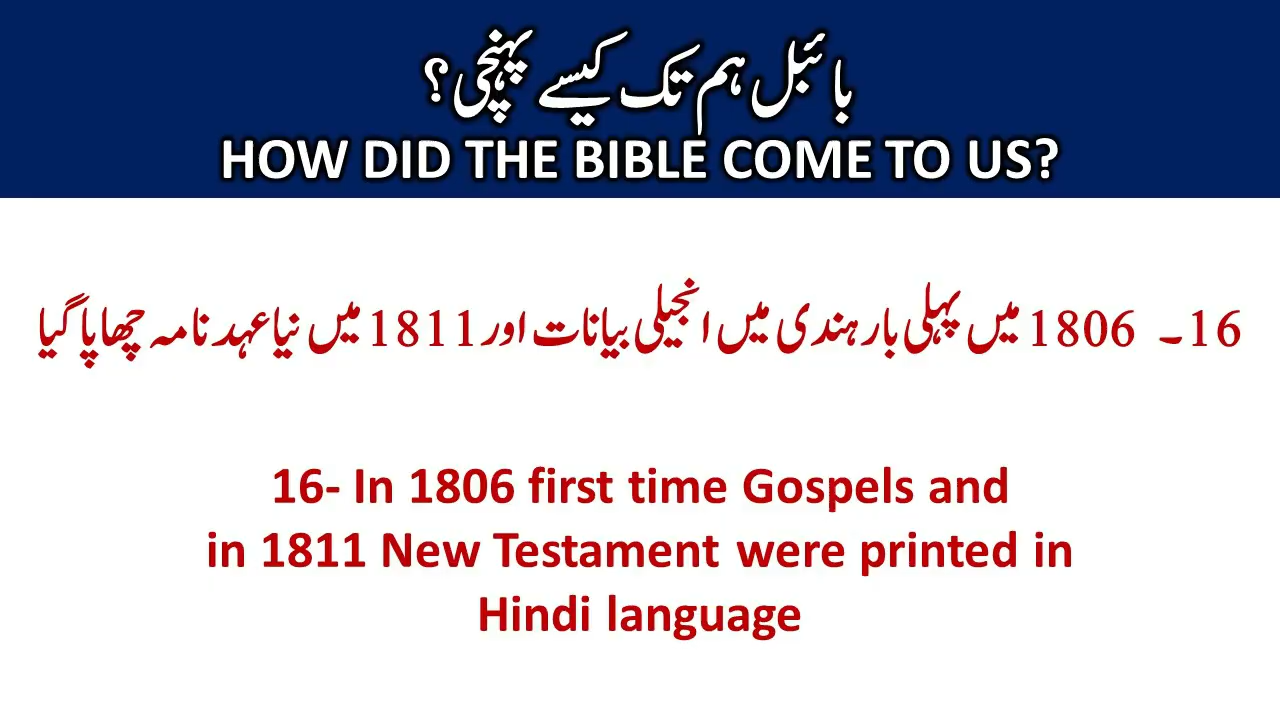 بائبل ہم تک کیسے پہنچی؟
HOW DID THE BIBLE COME TO US?
16۔ 1806 میں پہلی بار ہندی میں انجیلی بیانات اور 1811 میں نیا عہد نامہ چھاپا گیا
16- In 1806 first time Gospels and
in 1811 New Testament were printed in
Hindi language